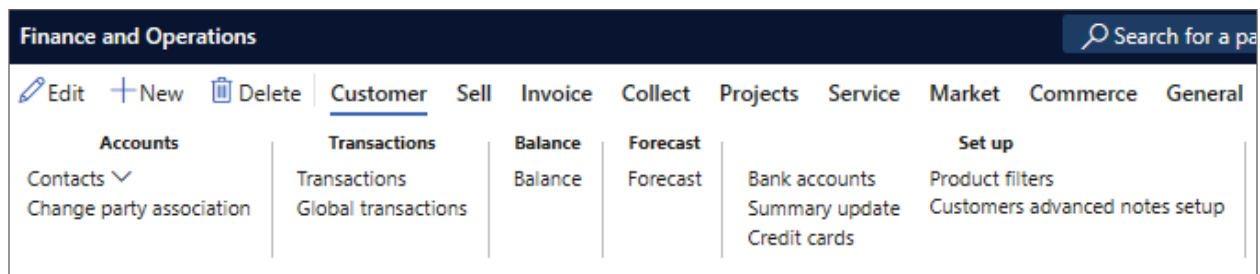 Finance and Operations
Search for a pa
Edit New Delete Customer Sell Invoice Collect Projects Service Market Commerce General
Accounts Transactions Balance Forecast Set up
Contacts Transactions Balance Forecast Bank accounts Product filters
Change party association Global transactions Summary update Customers advanced notes setup
Credit cards